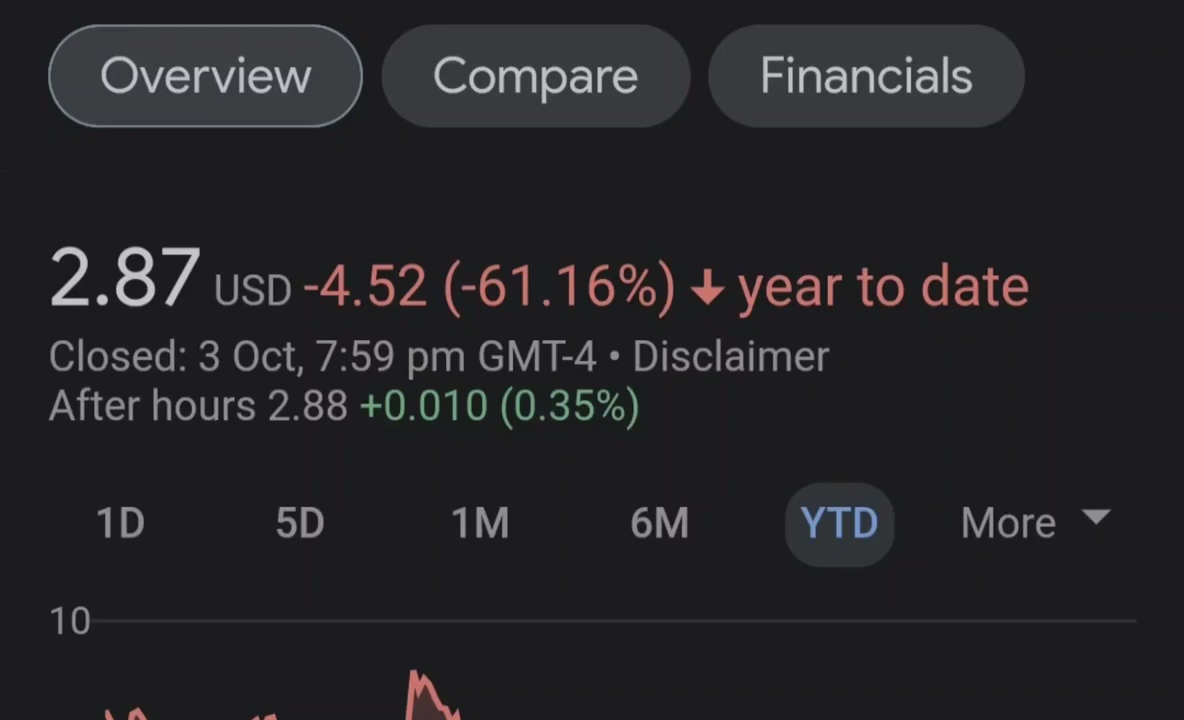 Overview Compare Financials
2.87 USD -4.52 (-61.16%) ↓ year to date
Closed: 3 Oct, 7:59 pm GMT-4 • Disclaimer
After hours 2.88 +0.010 (0.35%)
1D 5D 1M 6M YTD More
10